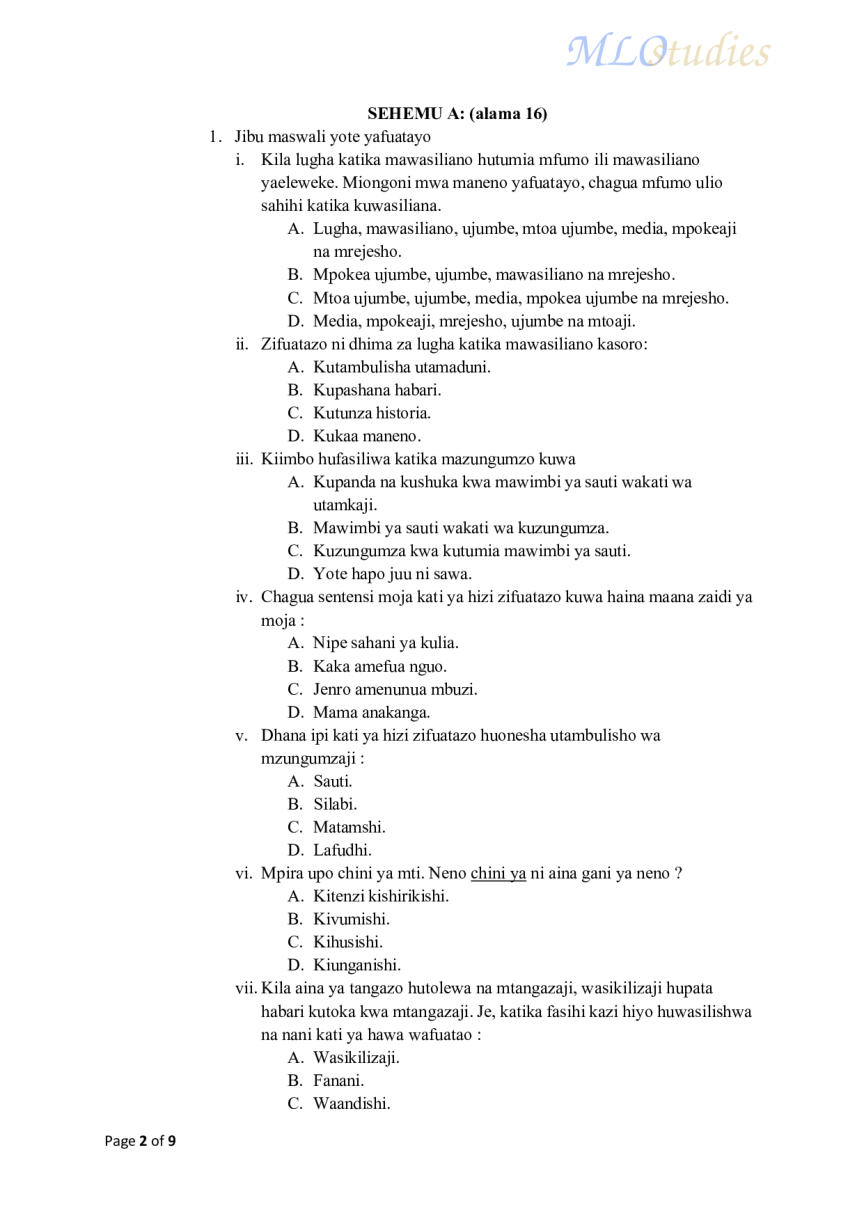 MLOstudies
SEHEMU A: (alama 16)
1. Jibu maswali yote yafuatayo
i. Kila lugha katika mawasiliano hutumia mfumo ili mawasiliano
yaeleweke. Miongoni mwa maneno yafuatayo, chagua mfumo ulio
sahihi katika kuwasiliana.
A. Lugha, mawasiliano, ujumbe, mtoa ujumbe, media, mpokeaji
na mrejesho.
B. Mpokea ujumbe, ujumbe, mawasiliano na mrejesho.
C. Mtoa ujumbe, ujumbe, media, mpokea ujumbe na mrejesho.
D. Media, mpokeaji, mrejesho, ujumbe na mtoaji.
ii. Zifuatazo ni dhima za lugha katika mawasiliano kasoro:
A. Kutambulisha utamaduni.
B. Kupashana habari.
C. Kutunza historia.
D. Kukaa maneno.
iii. Kiimbo hufasiliwa katika mazungumzo kuwa
A. Kupanda na kushuka kwa mawimbi ya sauti wakati wa
utamkaji.
B. Mawimbi ya sauti wakati wa kuzungumza.
C. Kuzungumza kwa kutumia mawimbi ya sauti.
D. Yote hapo juu ni sawa.
iv. Chagua sentensi moja kati ya hizi zifuatazo kuwa haina maana zaidi ya
moja :
A. Nipe sahani ya kulia.
B. Kaka amefua nguo.
C. Jenro amenunua mbuzi.
D. Mama anakanga.
v. Dhana ipi kati ya hizi zifuatazo huonesha utambulisho wa
mzungumzaji :
A. Sauti.
B. Silabi.
C. Matamshi.
D. Lafudhi.
vi. Mpira upo chini ya mti. Neno chini ya ni aina gani ya neno ?
A. Kitenzi kishirikishi.
B. Kivumishi.
C. Kihusishi.
D. Kiunganishi.
vii. Kila aina ya tangazo hutolewa na mtangazaji, wasikilizaji hupata
habari kutoka kwa mtangazaji. Je, katika fasihi kazi hiyo huwasilishwa
na nani kati ya hawa wafuatao :
A. Wasikilizaji.
B. Fanani.
C. Waandishi.
Page 2 of 9